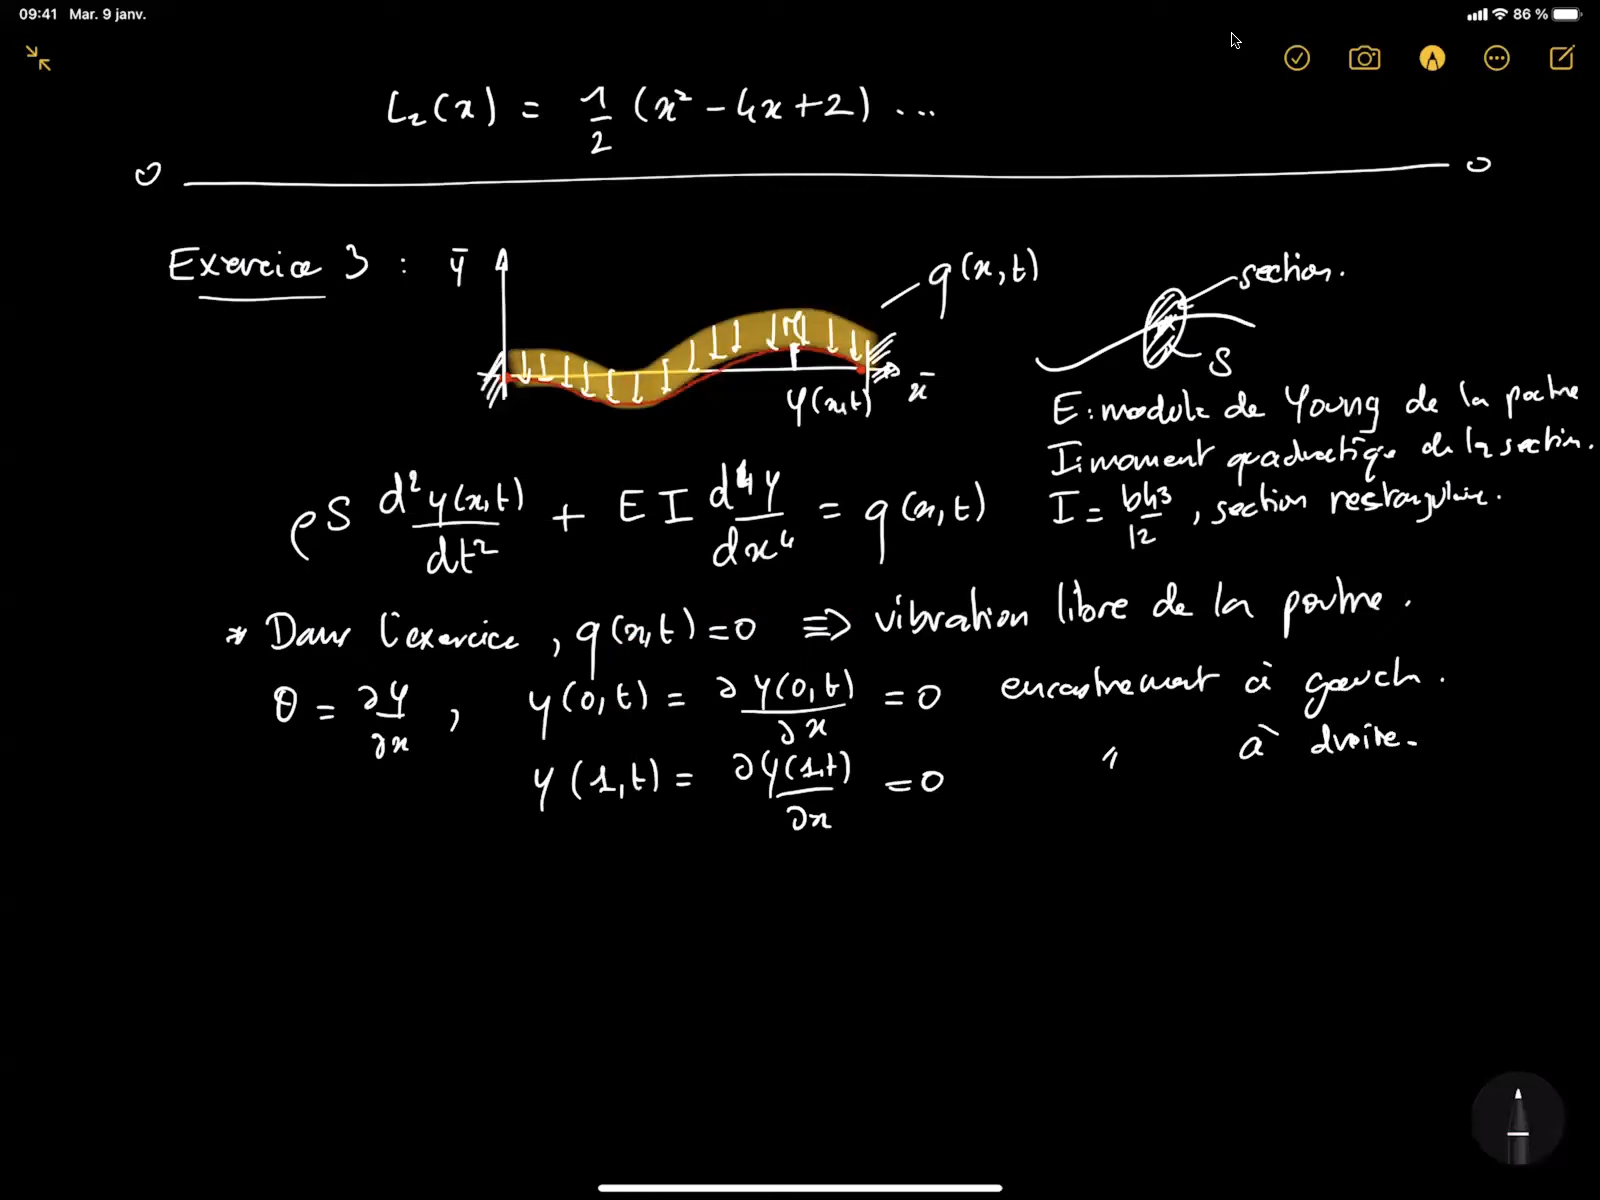 09:41 Mar. 9 janv. 86 %
L₂(x) = 1/2 (x² - 4x + 2) ...
Exercice 3 : ȳ
q(x,t)
section.
S
y(x,t) x̄
E : module de Young de la poutre
I : moment quadratique de la section.
I = bh³/12, section restangulaire.
ρS d²y(x,t)/dt² + EI d⁴y/dx⁴ = q(x,t)
* Dans l'exercice, q(x,t) = 0 ≡> vibration libre de la poutre.
θ = ∂y/∂x , y(0,t) = ∂y(0,t)/∂x = 0 encastrement à gauch.
y(1,t) = ∂y(1,t)/∂x = 0 " à droite.